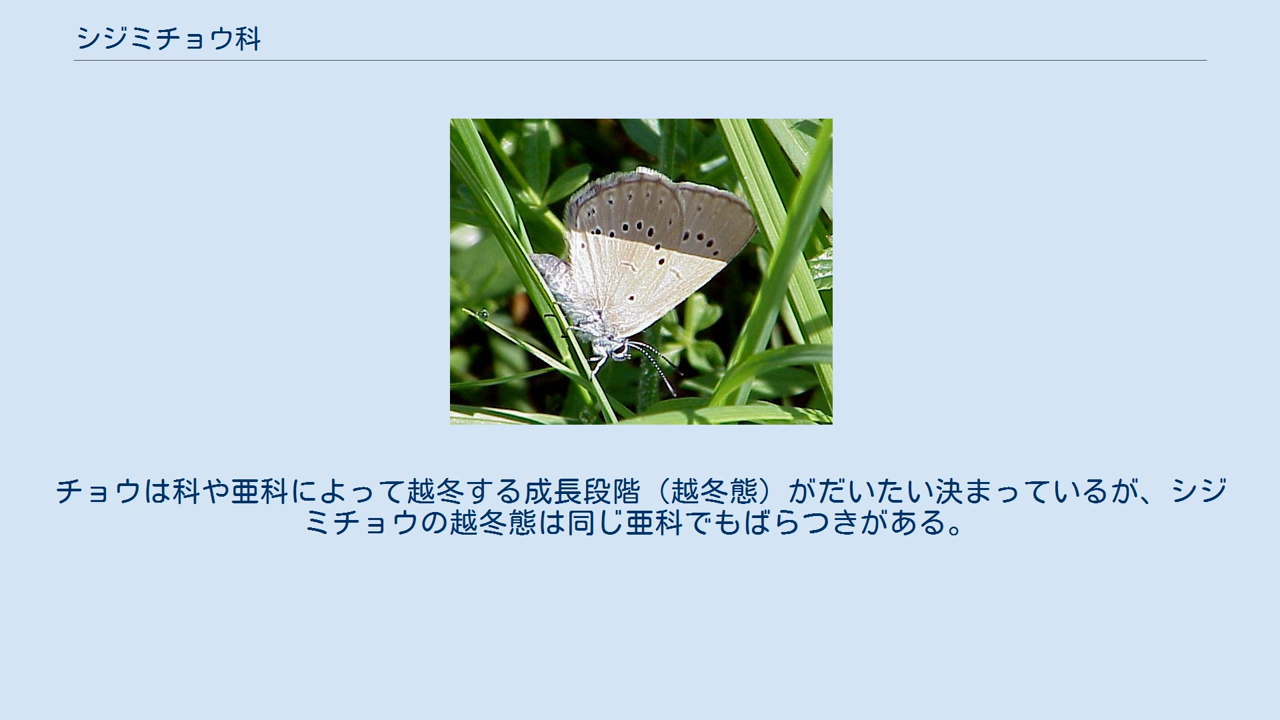 シジミチョウ科
チョウは科や亜科によって越冬する成長段階（越冬態）がだいたい決まっているが、シジ
ミチョウの越冬態は同じ亜科でもばらつきがある。